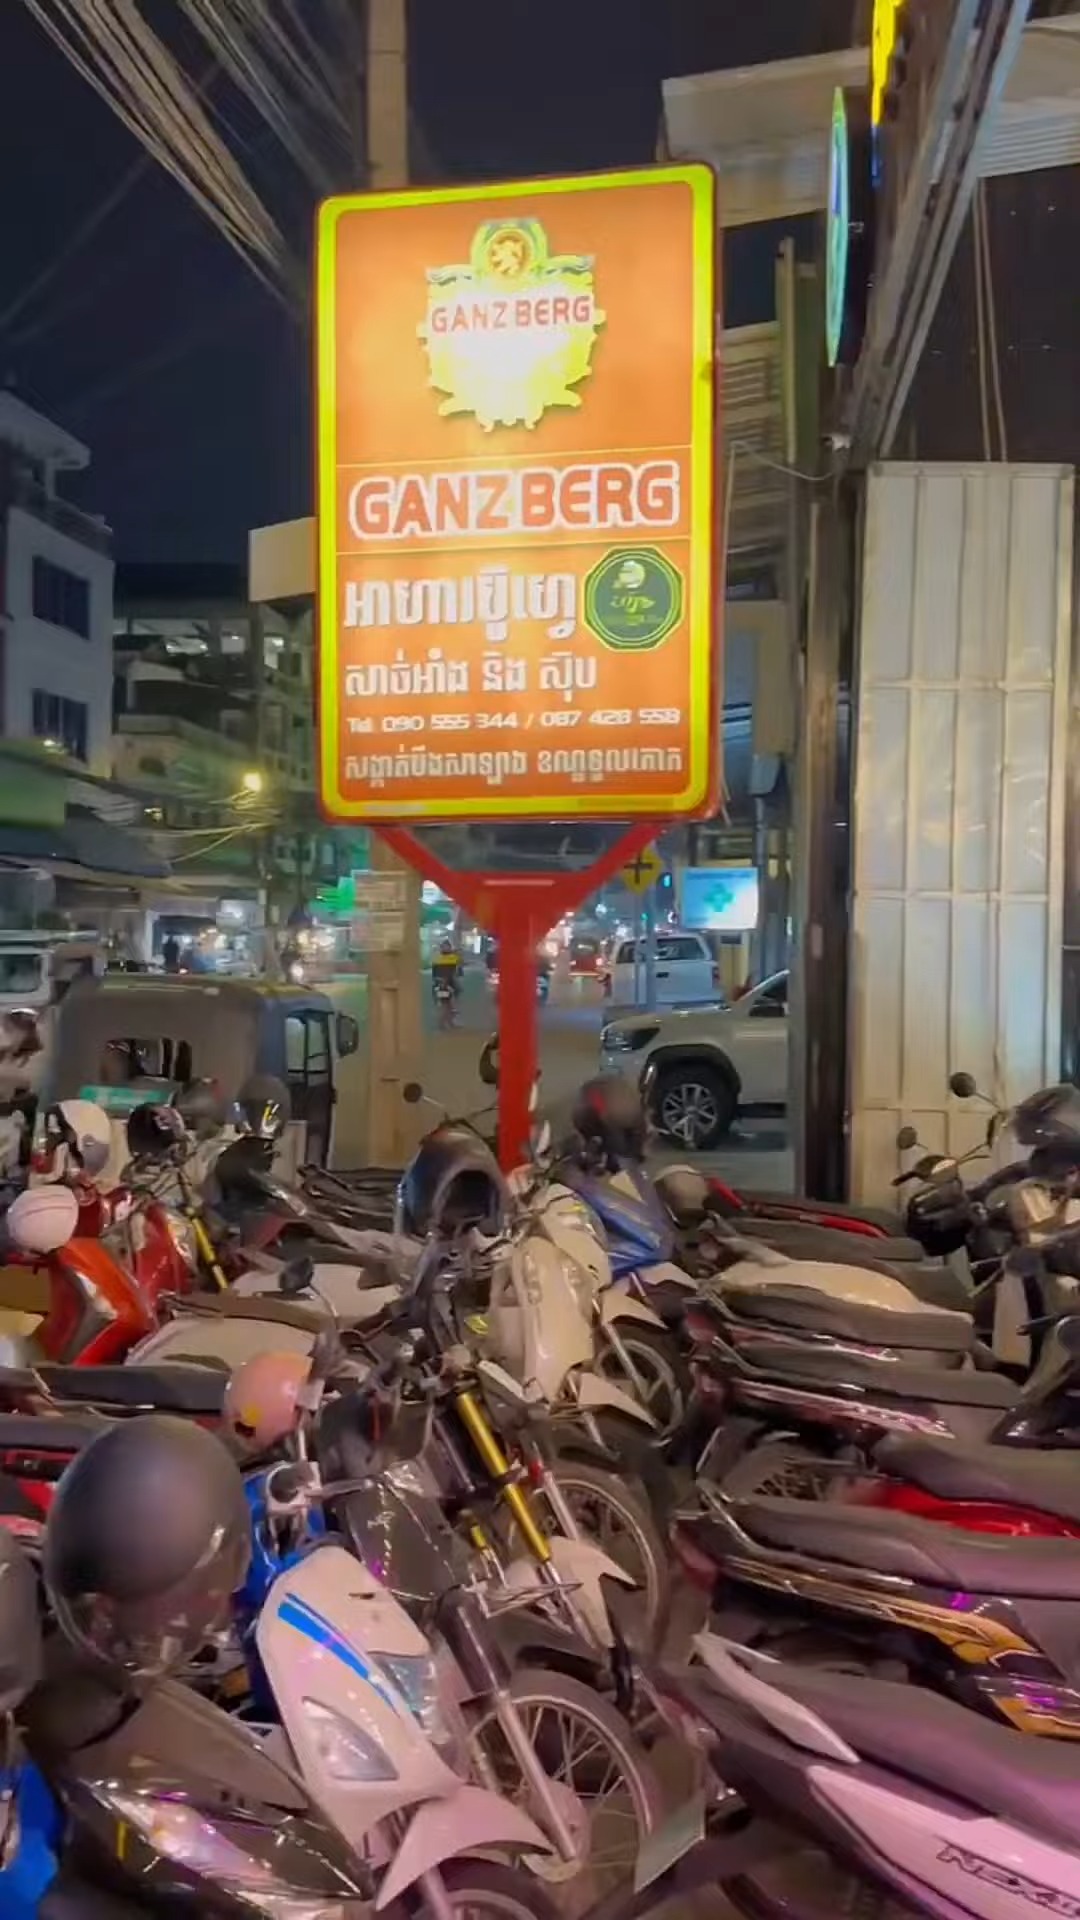 GANZ BERG
GANZ BERG
អាហារប៊ូហ្វេ
សាច់អាំង និង ស៊ុប
Tel: 090 555 344 / 087 428 558
សង្កាត់បឹងសាឡាង ខណ្ឌទួលគោក
NEX